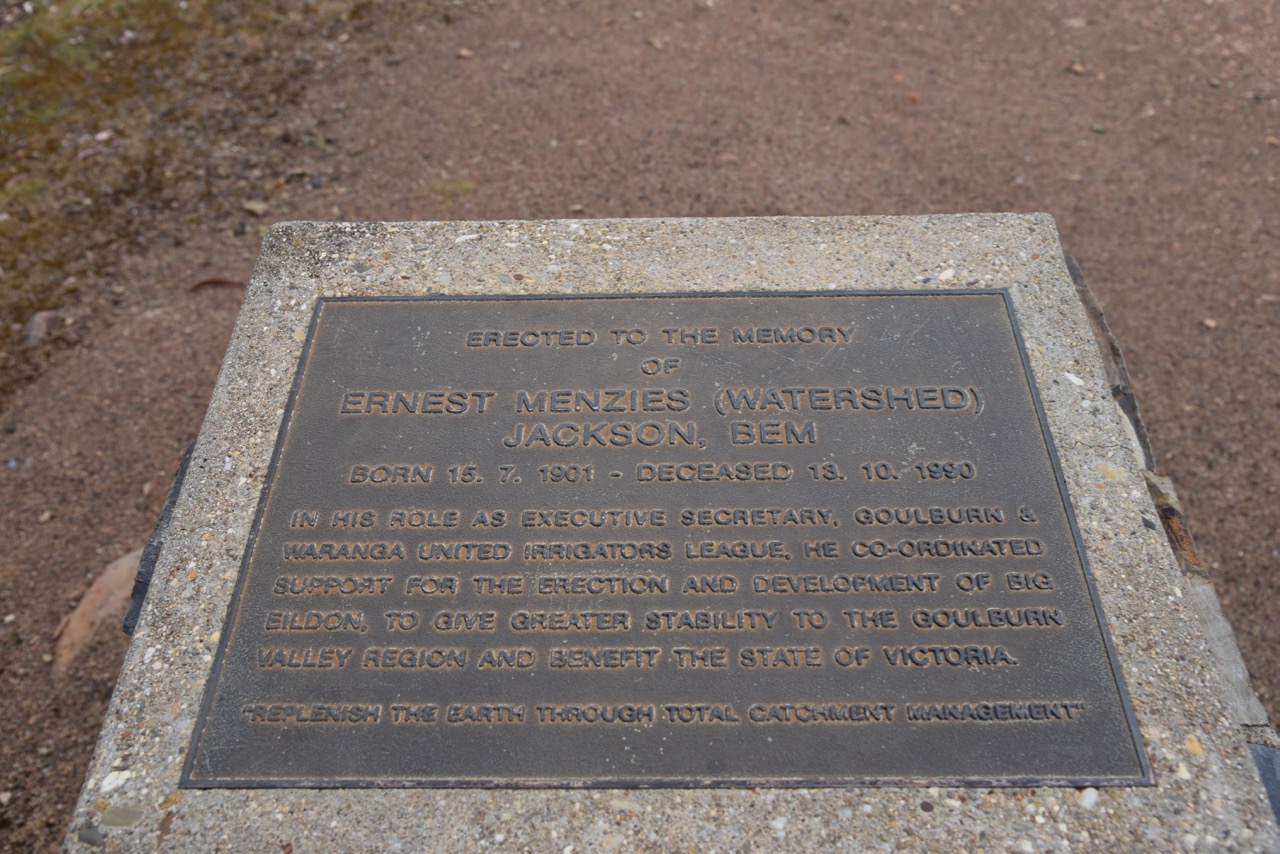 ERECTED TO THE MEMORY
OF
ERNEST MENZIES (WATERSHED)
JACKSON, BEM
BORN 15. 7. 1901 - DECEASED 13. 10. 1990
IN HIS ROLE AS EXECUTIVE SECRETARY, GOULBURN &
WARANGA UNITED IRRIGATORS LEAGUE, HE CO-ORDINATED
SUPPORT FOR THE ERECTION AND DEVELOPMENT OF BIG
EILDON, TO GIVE GREATER STABILITY TO THE GOULBURN
VALLEY REGION AND BENEFIT THE STATE OF VICTORIA.
"REPLENISH THE EARTH THROUGH TOTAL CATCHMENT MANAGEMENT"